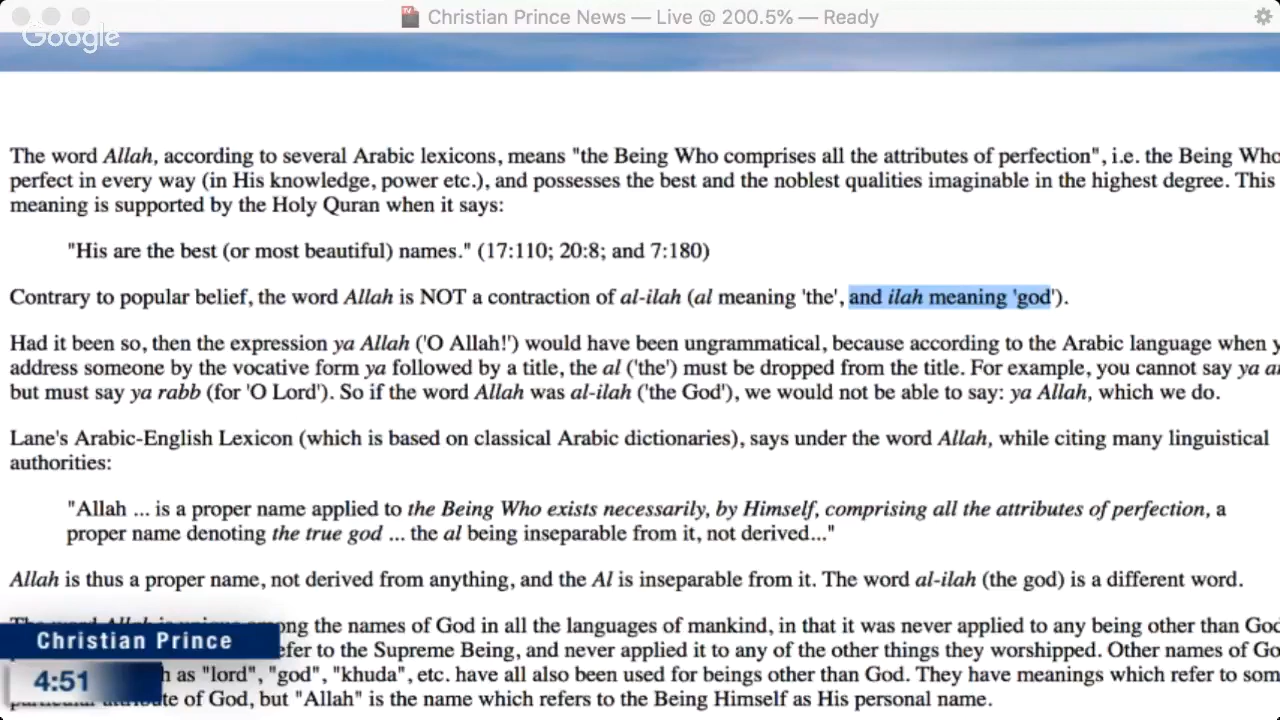 Christian Prince News — Live @ 200.5% — Ready
Google
The word Allah, according to several Arabic lexicons, means "the Being Who comprises all the attributes of perfection", i.e. the Being Who
perfect in every way (in His knowledge, power etc.), and possesses the best and the noblest qualities imaginable in the highest degree. This
meaning is supported by the Holy Quran when it says:
"His are the best (or most beautiful) names." (17:110; 20:8; and 7:180)
Contrary to popular belief, the word Allah is NOT a contraction of al-ilah (al meaning 'the', and ilah meaning 'god').
Had it been so, then the expression ya Allah ('O Allah!') would have been ungrammatical, because according to the Arabic language when
address someone by the vocative form ya followed by a title, the al ('the') must be dropped from the title. For example, you cannot say ya
but must say ya rabb (for 'O Lord'). So if the word Allah was al-ilah ('the God'), we would not be able to say: ya Allah, which we do.
Lane's Arabic-English Lexicon (which is based on classical Arabic dictionaries), says under the word Allah, while citing many linguistical
authorities:
"Allah ... is a proper name applied to the Being Who exists necessarily, by Himself, comprising all the attributes of perfection, a
proper name denoting the true god ... the al being inseparable from it, not derived..."
Allah is thus a proper name, not derived from anything, and the Al is inseparable from it. The word al-ilah (the god) is a different word.
among the names of God in all the languages of mankind, in that it was never applied to any being other than God
refer to the Supreme Being, and never applied it to any of the other things they worshipped. Other names of
as "lord", "god", "khuda", etc. have all also been used for beings other than God. They have meanings which refer to
of God, but "Allah" is the name which refers to the Being Himself as His personal name.
Christian Prince
4:51